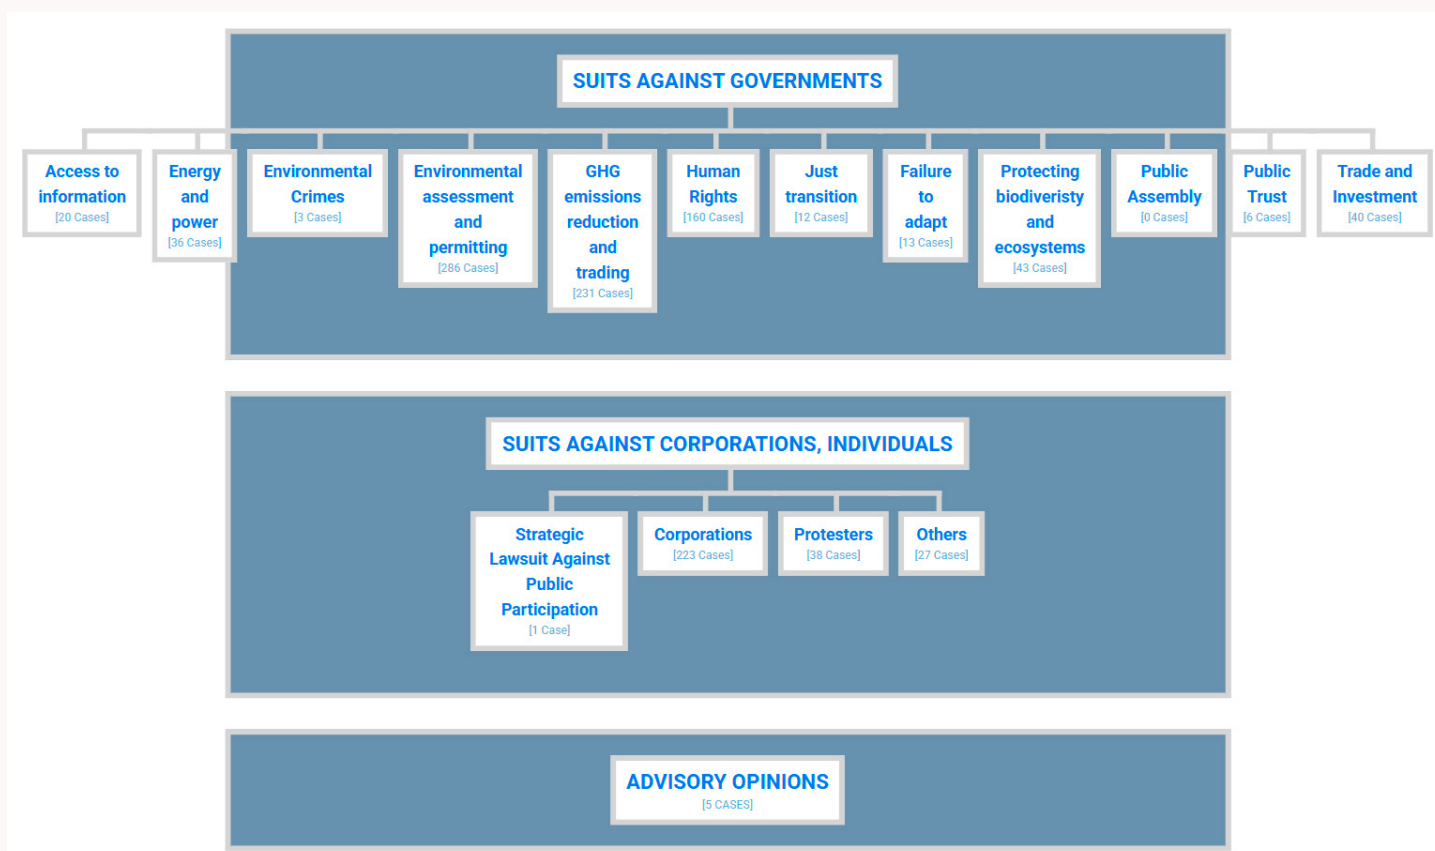 SUITS AGAINST GOVERNMENTS
Access to
information
[20 Cases]
Energy
and
power
[36 Cases]
Environmental
Crimes
[3 Cases]
Environmental
assessment
and
permitting
[286 Cases]
GHG
emissions
reduction
and
trading
[231 Cases]
Human
Rights
[160 Cases]
Just
transition
[12 Cases]
Failure
to
adapt
[13 Cases]
Protecting
biodiveristy
and
ecosystems
[43 Cases]
Public
Assembly
[0 Cases]
Public
Trust
[6 Cases]
Trade and
Investment
[40 Cases]
SUITS AGAINST CORPORATIONS, INDIVIDUALS
Strategic
Lawsuit Against
Public
Participation
[1 Case]
Corporations
[223 Cases]
Protesters
[38 Cases]
Others
[27 Cases]
ADVISORY OPINIONS
[5 CASES]